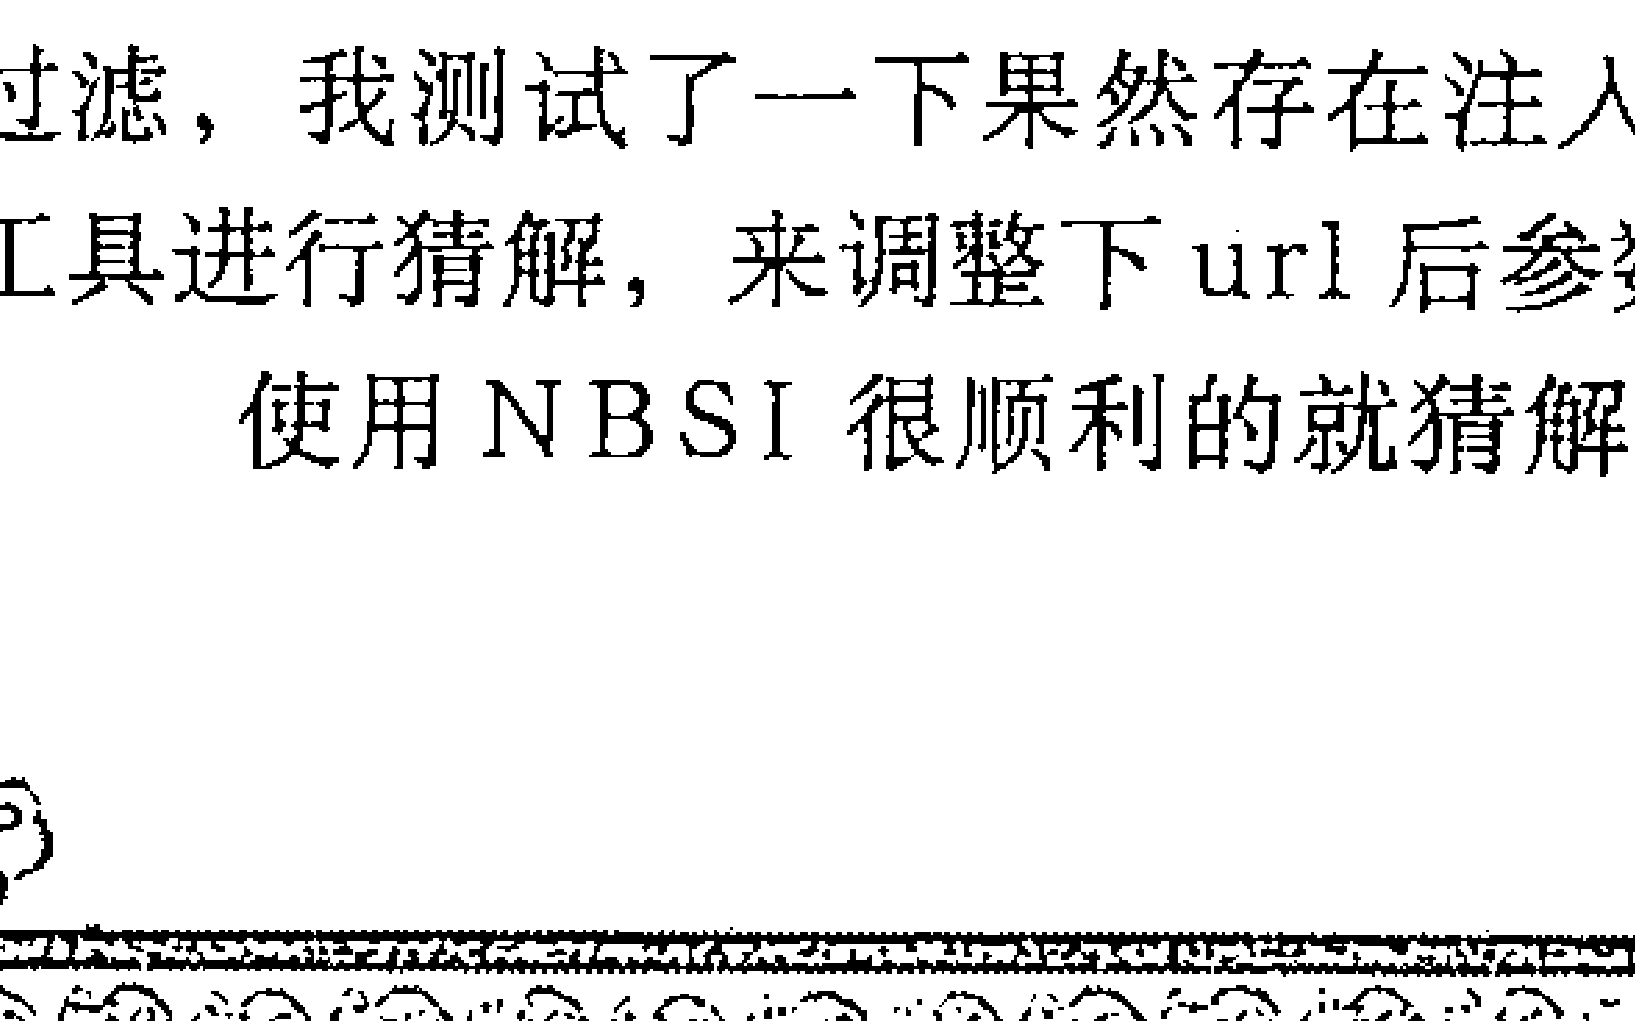 过滤，我测试了一下果然存在注入
工具进行猜解，来调整下url后参数
使用NBSI很顺利的就猜解